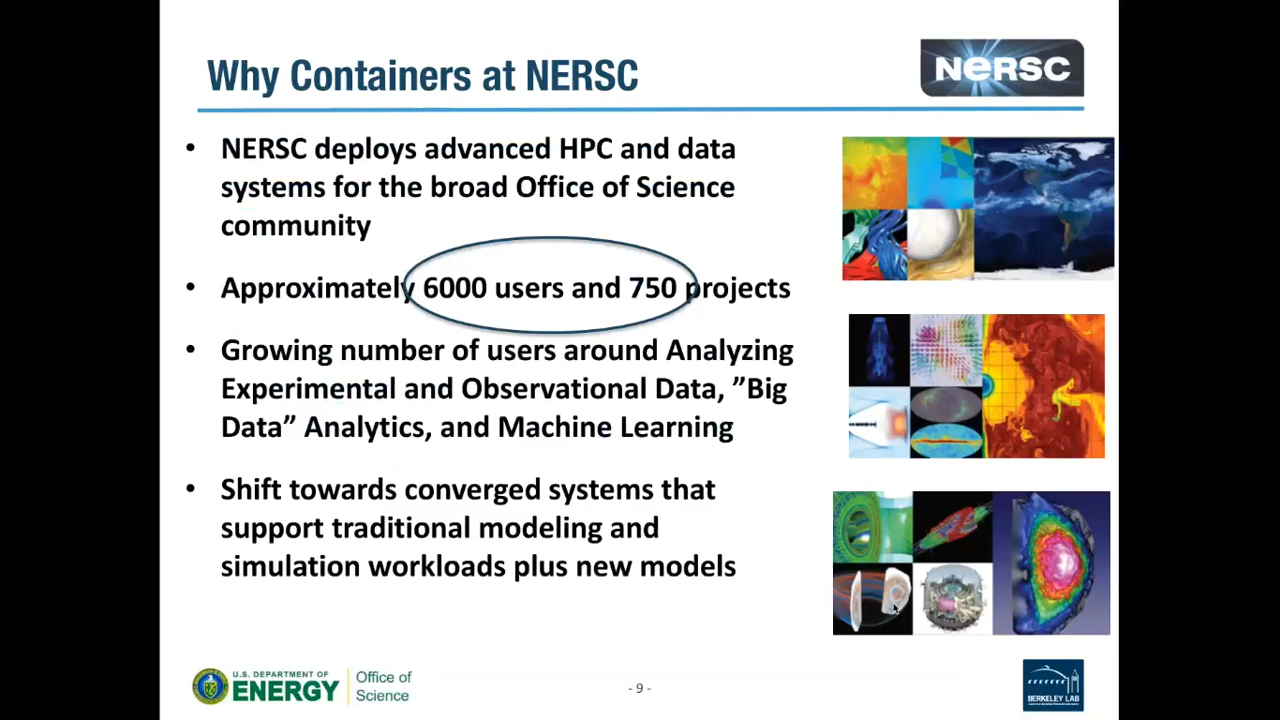 Why Containers at NERSC
NERSC
• NERSC deploys advanced HPC and data
systems for the broad Office of Science
community
• Approximately 6000 users and 750 projects
• Growing number of users around Analyzing
Experimental and Observational Data, ”Big
Data” Analytics, and Machine Learning
• Shift towards converged systems that
support traditional modeling and
simulation workloads plus new models
U.S. DEPARTMENT OF
ENERGY
Office of
Science
- 9 -
BERKELEY LAB